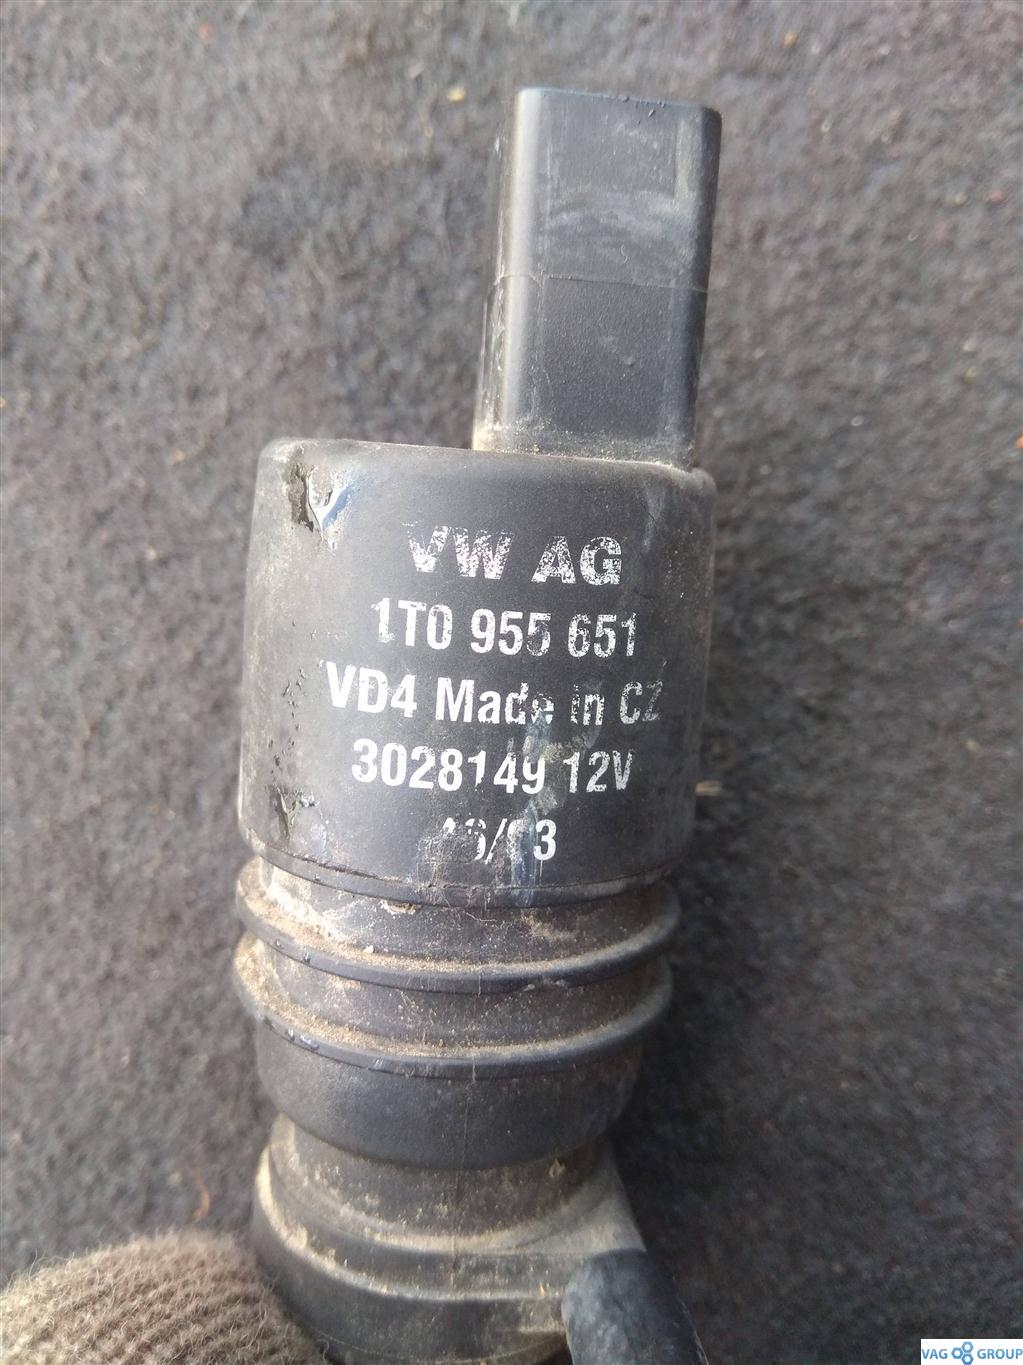 VW AG
1T0 955 651
VD4 Made in CZ
3028149 12V
VAG GROUP